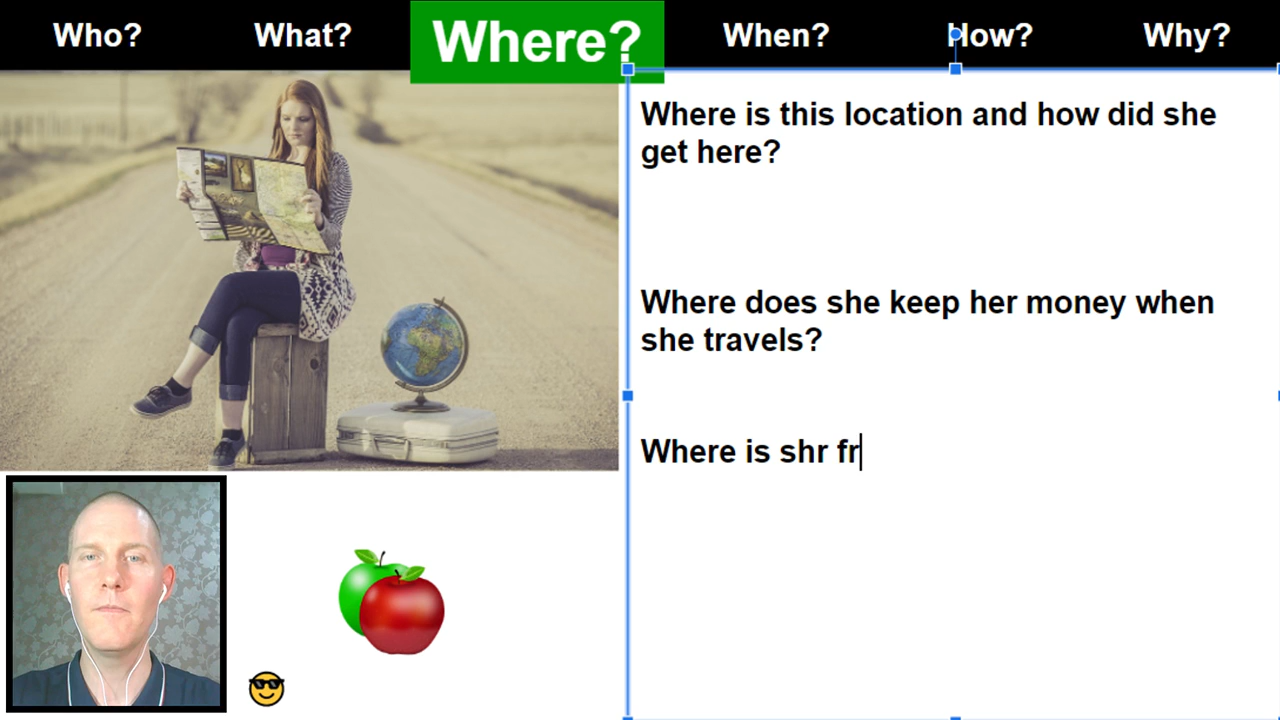 Who? What? Where? When? How? Why?
Where is this location and how did she
get here?
Where does she keep her money when
she travels?
Where is shr fr